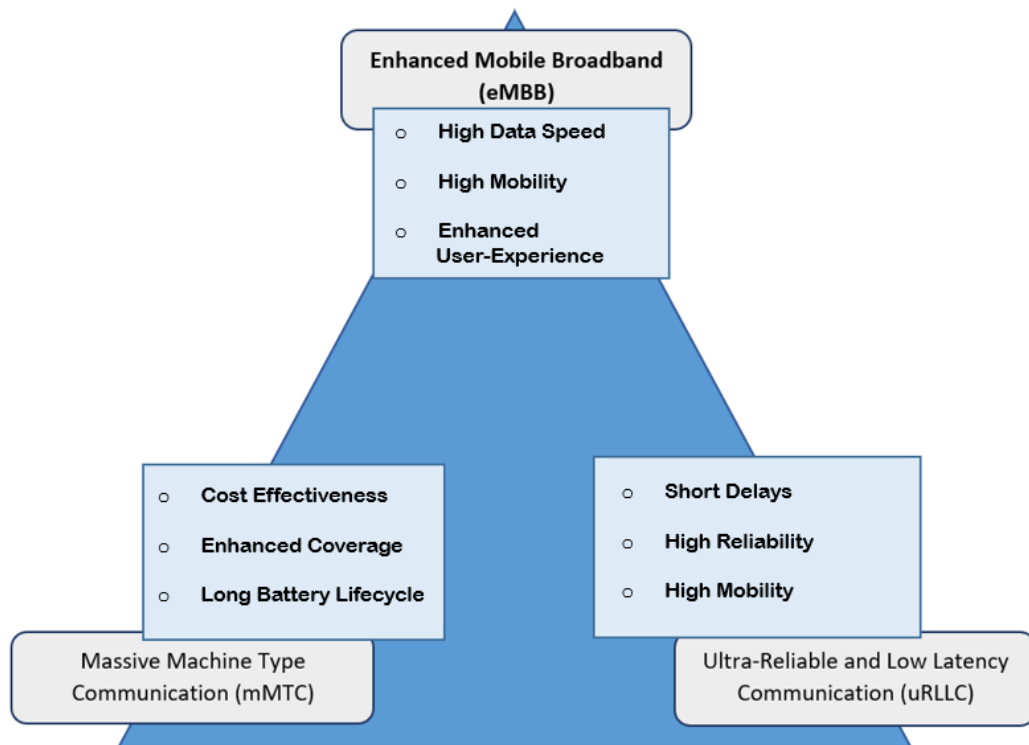 Enhanced Mobile Broadband
(eMBB)
o High Data Speed
o High Mobility
o Enhanced
User-Experience
o Cost Effectiveness
o Enhanced Coverage
o Long Battery Lifecycle
Massive Machine Type
Communication (mMTC)
o Short Delays
o High Reliability
o High Mobility
Ultra-Reliable and Low Latency
Communication (uRLLC)